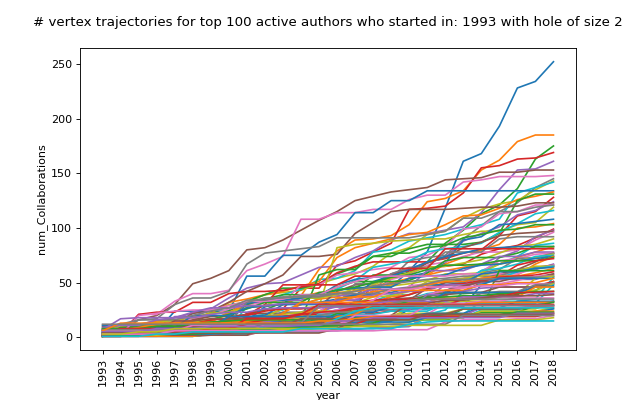 # vertex trajectories for top 100 active authors who started in: 1993 with hole of size 2
num_Collaborations
250
200
150
100
50
0
1993 1994 1995 1996 1997 1998 1999 2000 2001 2002 2003 2004 2005 2006 2007 2008 2009 2010 2011 2012 2013 2014 2015 2016 2017 2018
year